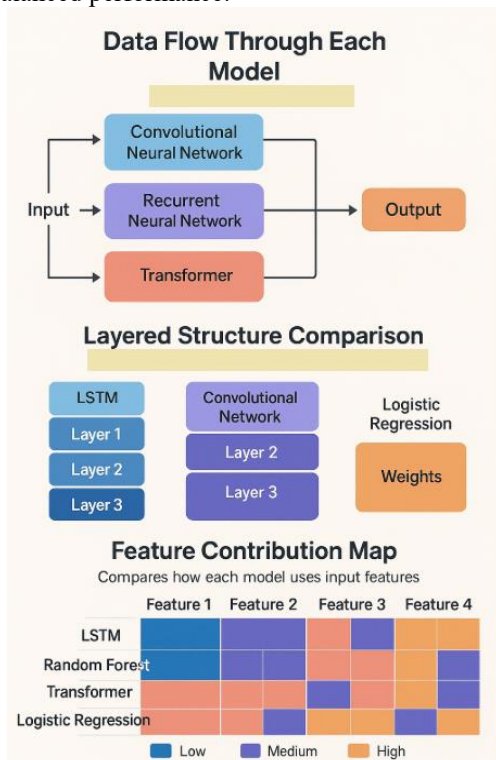 alanced performance.
Data Flow Through Each
Model
Convolutional
Neural Network
Input
Recurrent
Neural Network
Output
Transformer
Layered Structure Comparison
LSTM
Layer 1
Layer 2
Layer 3
Convolutional
Network
Layer 2
Layer 3
Logistic
Regression
Weights
Feature Contribution Map
Compares how each model uses input features
Feature 1 Feature 2 Feature 3 Feature 4
LSTM
Random Forest
Transformer
Logistic Regression
Low Medium High